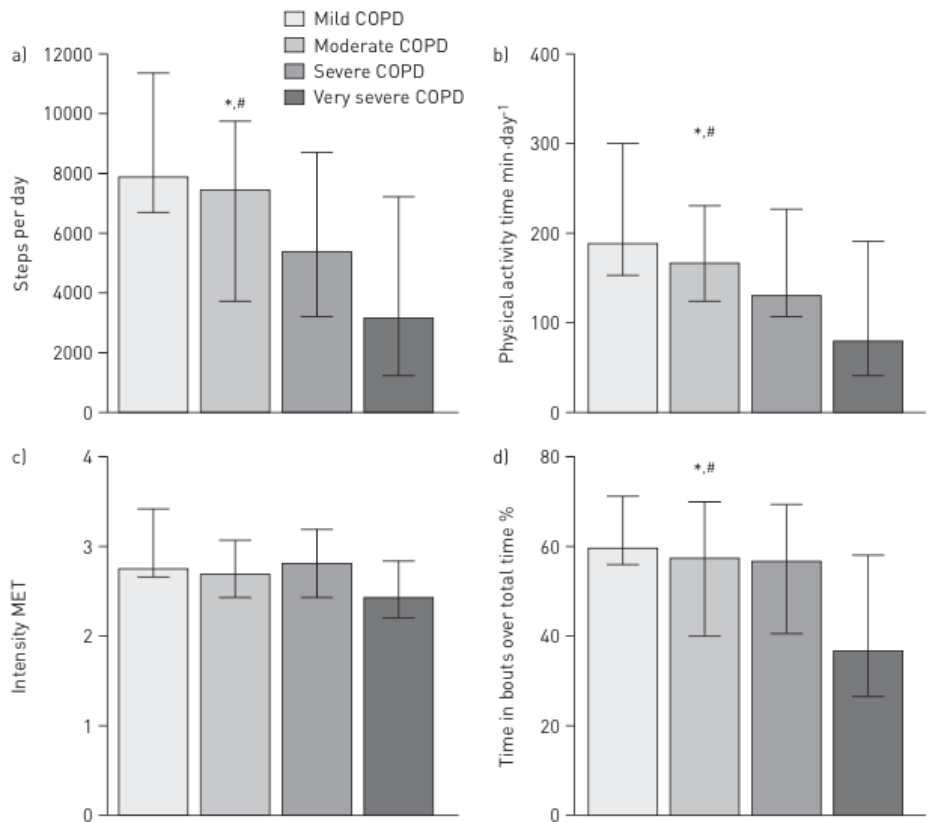 Mild COPD
Moderate COPD
Severe COPD
Very severe COPD
a)
12000
10000
8000
6000
4000
2000
0
Steps per day
*,#
b)
400
300
200
100
0
Physical activity time min·day⁻¹
*,#
c)
4
3
2
1
0
Intensity MET
d)
80
60
40
20
0
Time in bouts over total time %
*,#